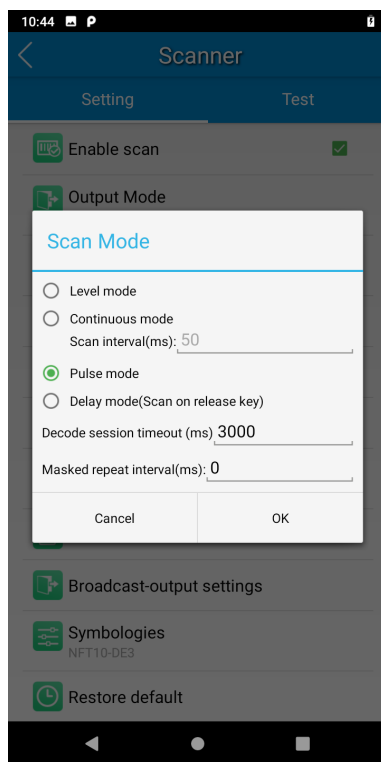 10:44
Scanner
Setting
Test
Enable scan
Output Mode
Scan Mode
Level mode
Continuous mode
Scan interval(ms): 50
Pulse mode
Delay mode(Scan on release key)
Decode session timeout (ms) 3000
Masked repeat interval(ms): 0
Cancel
OK
Broadcast-output settings
Symbologies
NFT10-DE3
Restore default